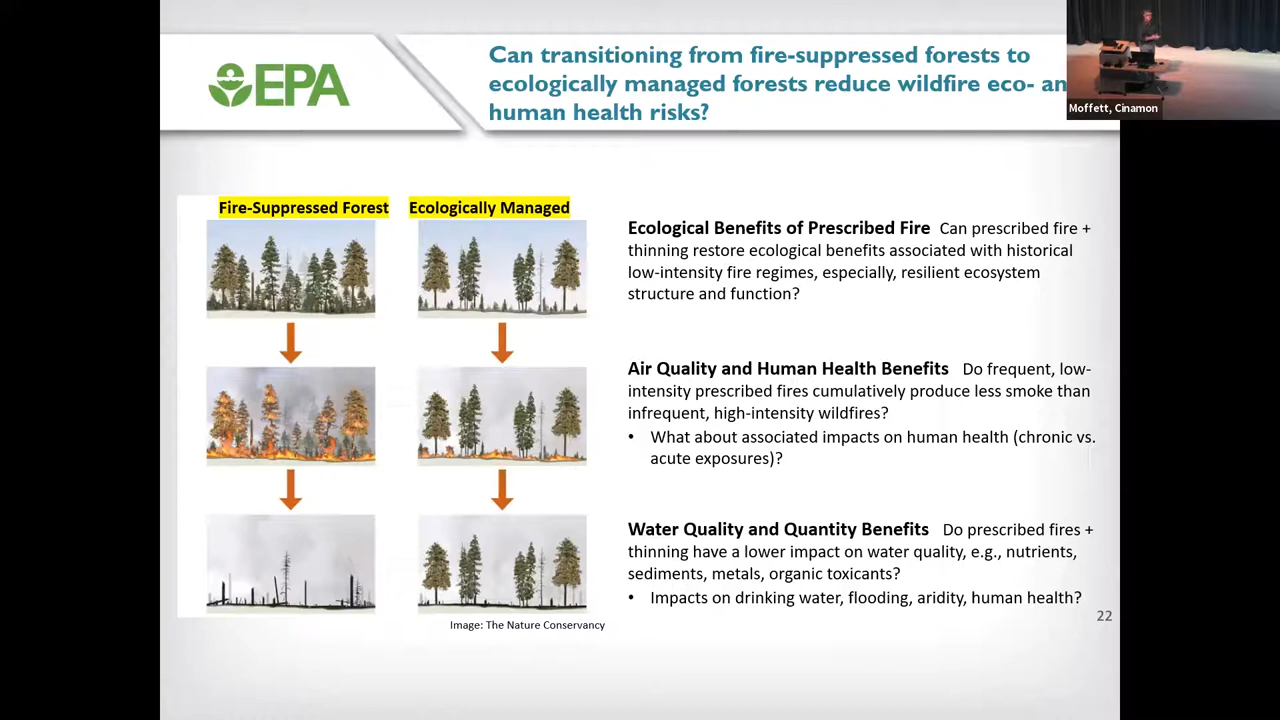 EPA
Can transitioning from fire-suppressed forests to
ecologically managed forests reduce wildfire eco- an
human health risks?
Moffett, Cinamon
Fire-Suppressed Forest
Ecologically Managed
Ecological Benefits of Prescribed Fire Can prescribed fire +
thinning restore ecological benefits associated with historical
low-intensity fire regimes, especially, resilient ecosystem
structure and function?
Air Quality and Human Health Benefits Do frequent, low-
intensity prescribed fires cumulatively produce less smoke than
infrequent, high-intensity wildfires?
• What about associated impacts on human health (chronic vs.
acute exposures)?
Water Quality and Quantity Benefits Do prescribed fires +
thinning have a lower impact on water quality, e.g., nutrients,
sediments, metals, organic toxicants?
• Impacts on drinking water, flooding, aridity, human health?
Image: The Nature Conservancy
22